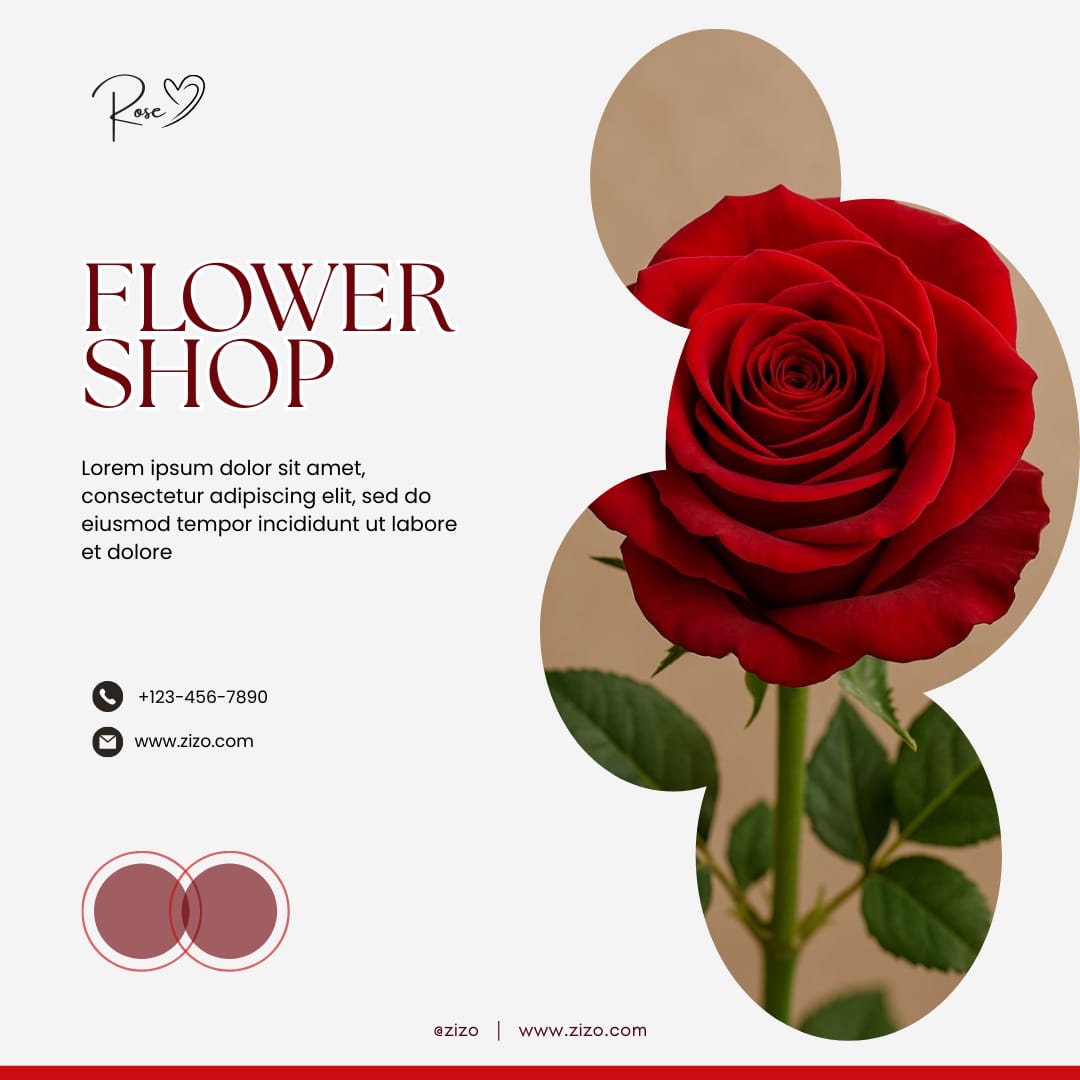 Rose
FLOWER
SHOP
Lorem ipsum dolor sit amet,
consectetur adipiscing elit, sed do
eiusmod tempor incididunt ut labore
et dolore
+123-456-7890
www.zizo.com
@zizo | www.zizo.com